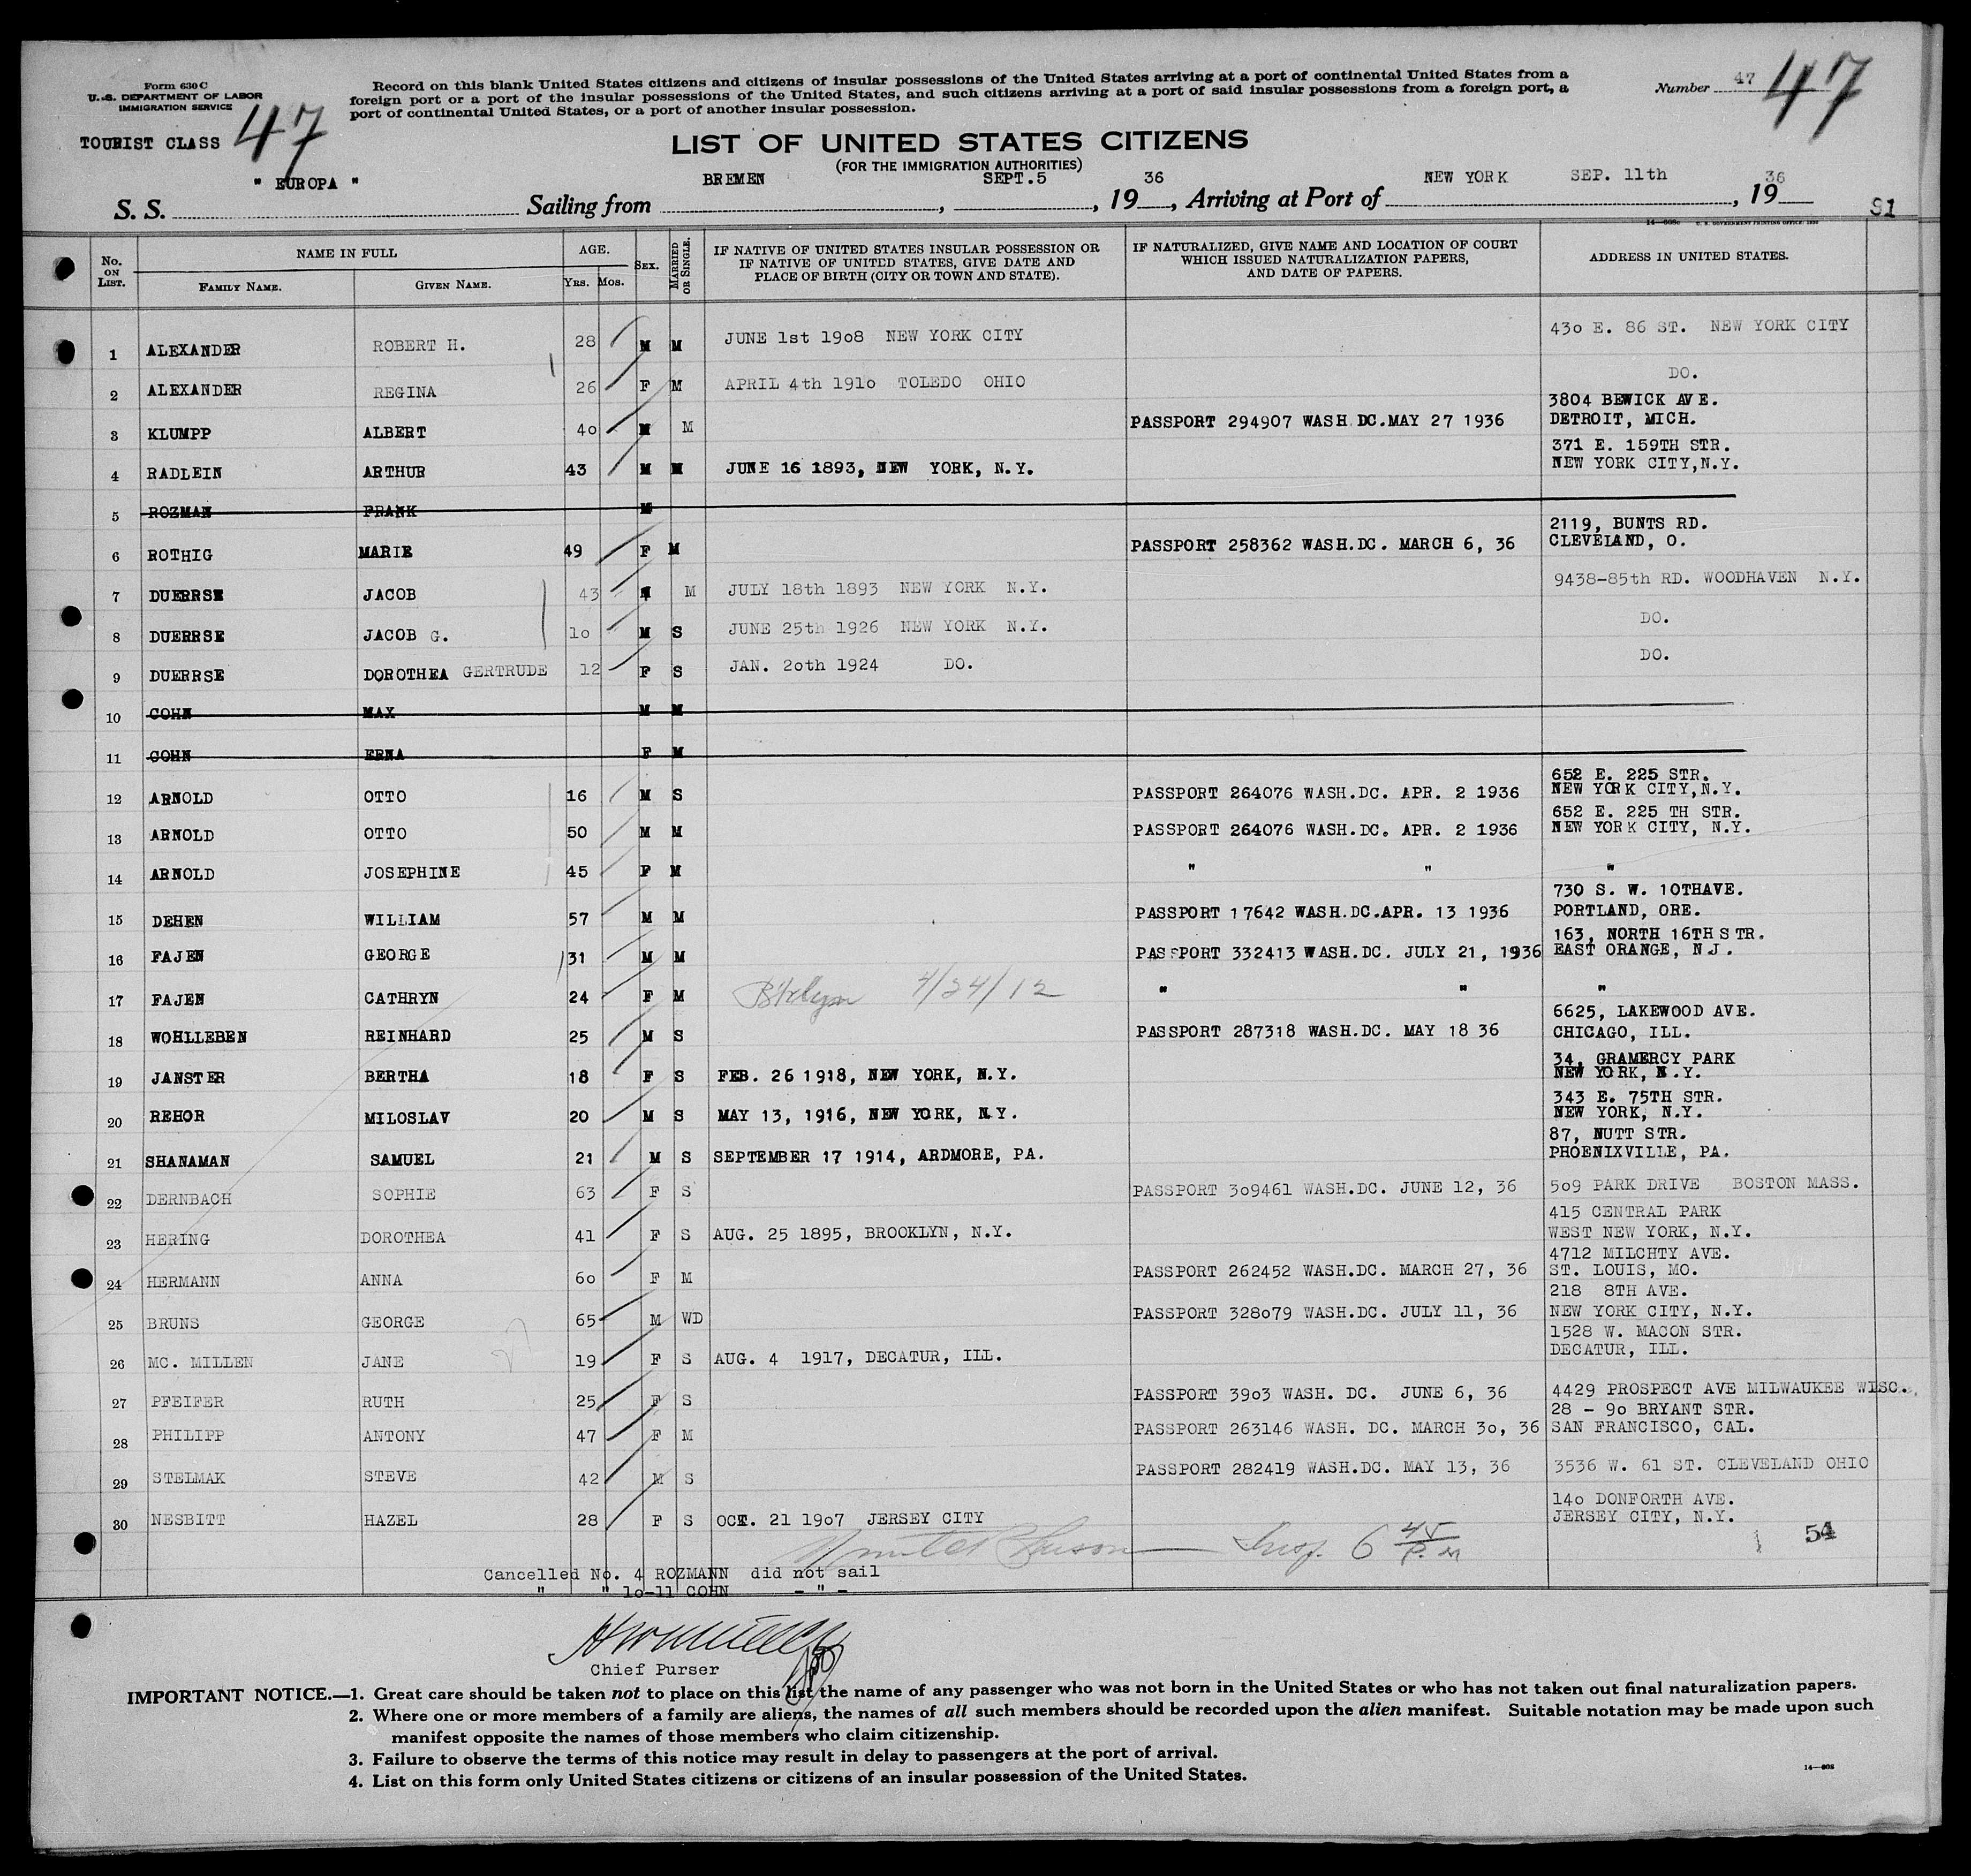 Form 630 C
U. S. DEPARTMENT OF LABOR
IMMIGRATION SERVICE
TOURIST CLASS 47
Record on this blank United States citizens and citizens of insular possessions of the United States arriving at a port of continental United States from a
foreign port or a port of the insular possessions of the United States, and such citizens arriving at a port of said insular possessions from a foreign port, a
port of continental United States, or a port of another insular possession.
Number 47 47
LIST OF UNITED STATES CITIZENS
(FOR THE IMMIGRATION AUTHORITIES)
S. S. " EUROPA " Sailing from BREMEN, SEPT.5, 1936, Arriving at Port of NEW YORK SEP. 11th, 1936
91
No. ON LIST. NAME IN FULL FAMILY NAME. GIVEN NAME. AGE. YRS. MOS. SEX. MARRIED OR SINGLE. IF NATIVE OF UNITED STATES INSULAR POSSESSION OR IF NATIVE OF UNITED STATES, GIVE DATE AND PLACE OF BIRTH (CITY OR TOWN AND STATE). IF NATURALIZED, GIVE NAME AND LOCATION OF COURT WHICH ISSUED NATURALIZATION PAPERS, AND DATE OF PAPERS. ADDRESS IN UNITED STATES.
1 ALEXANDER ROBERT H. 28 M M JUNE 1st 1908 NEW YORK CITY 430 E. 86 ST. NEW YORK CITY
2 ALEXANDER REGINA 26 F M APRIL 4th 1910 TOLEDO OHIO DO.
3 KLUMPP ALBERT 40 M M PASSPORT 294907 WASH DC.MAY 27 1936 3804 BEWICK AVE. DETROIT, MICH.
4 RADLEIN ARTHUR 43 M M JUNE 16 1893, NEW YORK, N.Y. 371 E. 159TH STR. NEW YORK CITY,N.Y.
5 ROZMAN FRANK M
6 ROTHIG MARIE 49 F M PASSPORT 258362 WASH.DC. MARCH 6, 36 2119, BUNTS RD. CLEVELAND, O.
7 DUERRSE JACOB 43 M M JULY 18th 1893 NEW YORK N.Y. 9438-85th RD. WOODHAVEN N.Y.
8 DUERRSE JACOB G. 10 M S JUNE 25th 1926 NEW YORK N.Y. DO.
9 DUERRSE DOROTHEA GERTRUDE 12 F S JAN. 20th 1924 DO. DO.
10 COHN MAX M M
11 COHN ERNA F M
12 ARNOLD OTTO 16 M S PASSPORT 264076 WASH.DC. APR. 2 1936 652 E. 225 STR. NEW YORK CITY,N.Y.
13 ARNOLD OTTO 50 M M PASSPORT 264076 WASH.DC. APR. 2 1936 652 E. 225 TH STR. NEW YORK CITY, N.Y.
14 ARNOLD JOSEPHINE 45 F M " " "
15 DEHEN WILLIAM 57 M M PASSPORT 17642 WASH.DC.APR. 13 1936 730 S. W. 10THAVE. PORTLAND, ORE.
16 FAJEN GEORGE 31 M M PASSPORT 332413 WASH.DC. JULY 21, 1936 163, NORTH 16TH STR. EAST ORANGE, N.J.
17 FAJEN CATHRYN 24 F M Bklyn 4/24/12 " " "
18 WOHLLEBEN REINHARD 25 M S PASSPORT 287318 WASH.DC. MAY 18 36 6625, LAKEWOOD AVE. CHICAGO, ILL.
19 JANSTER BERTHA 18 F S FEB. 26 1918, NEW YORK, N.Y. 34, GRAMERCY PARK NEW YORK, N.Y.
20 REHOR MILOSLAV 20 M S MAY 13, 1916, NEW YORK, N.Y. 343 E. 75TH STR. NEW YORK, N.Y.
21 SHANAMAN SAMUEL 21 M S SEPTEMBER 17 1914, ARDMORE, PA. 87, NUTT STR. PHOENIXVILLE, PA.
22 DERNBACH SOPHIE 63 F S PASSPORT 309461 WASH.DC. JUNE 12, 36 509 PARK DRIVE BOSTON MASS.
23 HERING DOROTHEA 41 F S AUG. 25 1895, BROOKLYN, N.Y. 415 CENTRAL PARK WEST NEW YORK, N.Y.
24 HERMANN ANNA 60 F M PASSPORT 262452 WASH.DC. MARCH 27, 36 4712 MILCHTY AVE. ST. LOUIS, MO.
25 BRUNS GEORGE 65 M WD PASSPORT 328079 WASH.DC. JULY 11, 36 218 8TH AVE. NEW YORK CITY, N.Y.
26 MC. MILLEN JANE 19 F S AUG. 4 1917, DECATUR, ILL. 1528 W. MACON STR. DECATUR, ILL.
27 PFEIFER RUTH 25 F S PASSPORT 3903 WASH. DC. JUNE 6, 36 4429 PROSPECT AVE MILWAUKEE WISC.
28 PHILIPP ANTONY 47 F M PASSPORT 263146 WASH. DC. MARCH 30, 36 28 - 90 BRYANT STR. SAN FRANCISCO, CAL.
29 STELMAK STEVE 42 M S PASSPORT 282419 WASH.DC. MAY 13, 36 3536 W. 61 ST. CLEVELAND OHIO
30 NESBITT HAZEL 28 F S OCT. 21 1907 JERSEY CITY 140 DONFORTH AVE. JERSEY CITY, N.Y.
Insp. 6 45 P.M 54
Cancelled No. 4 ROZMANN did not sail
" " 10-11 COHN - " -
Chief Purser
IMPORTANT NOTICE.—1. Great care should be taken not to place on this list the name of any passenger who was not born in the United States or who has not taken out final naturalization papers.
2. Where one or more members of a family are aliens, the names of all such members should be recorded upon the alien manifest. Suitable notation may be made upon such
manifest opposite the names of those members who claim citizenship.
3. Failure to observe the terms of this notice may result in delay to passengers at the port of arrival.
4. List on this form only United States citizens or citizens of an insular possession of the United States.